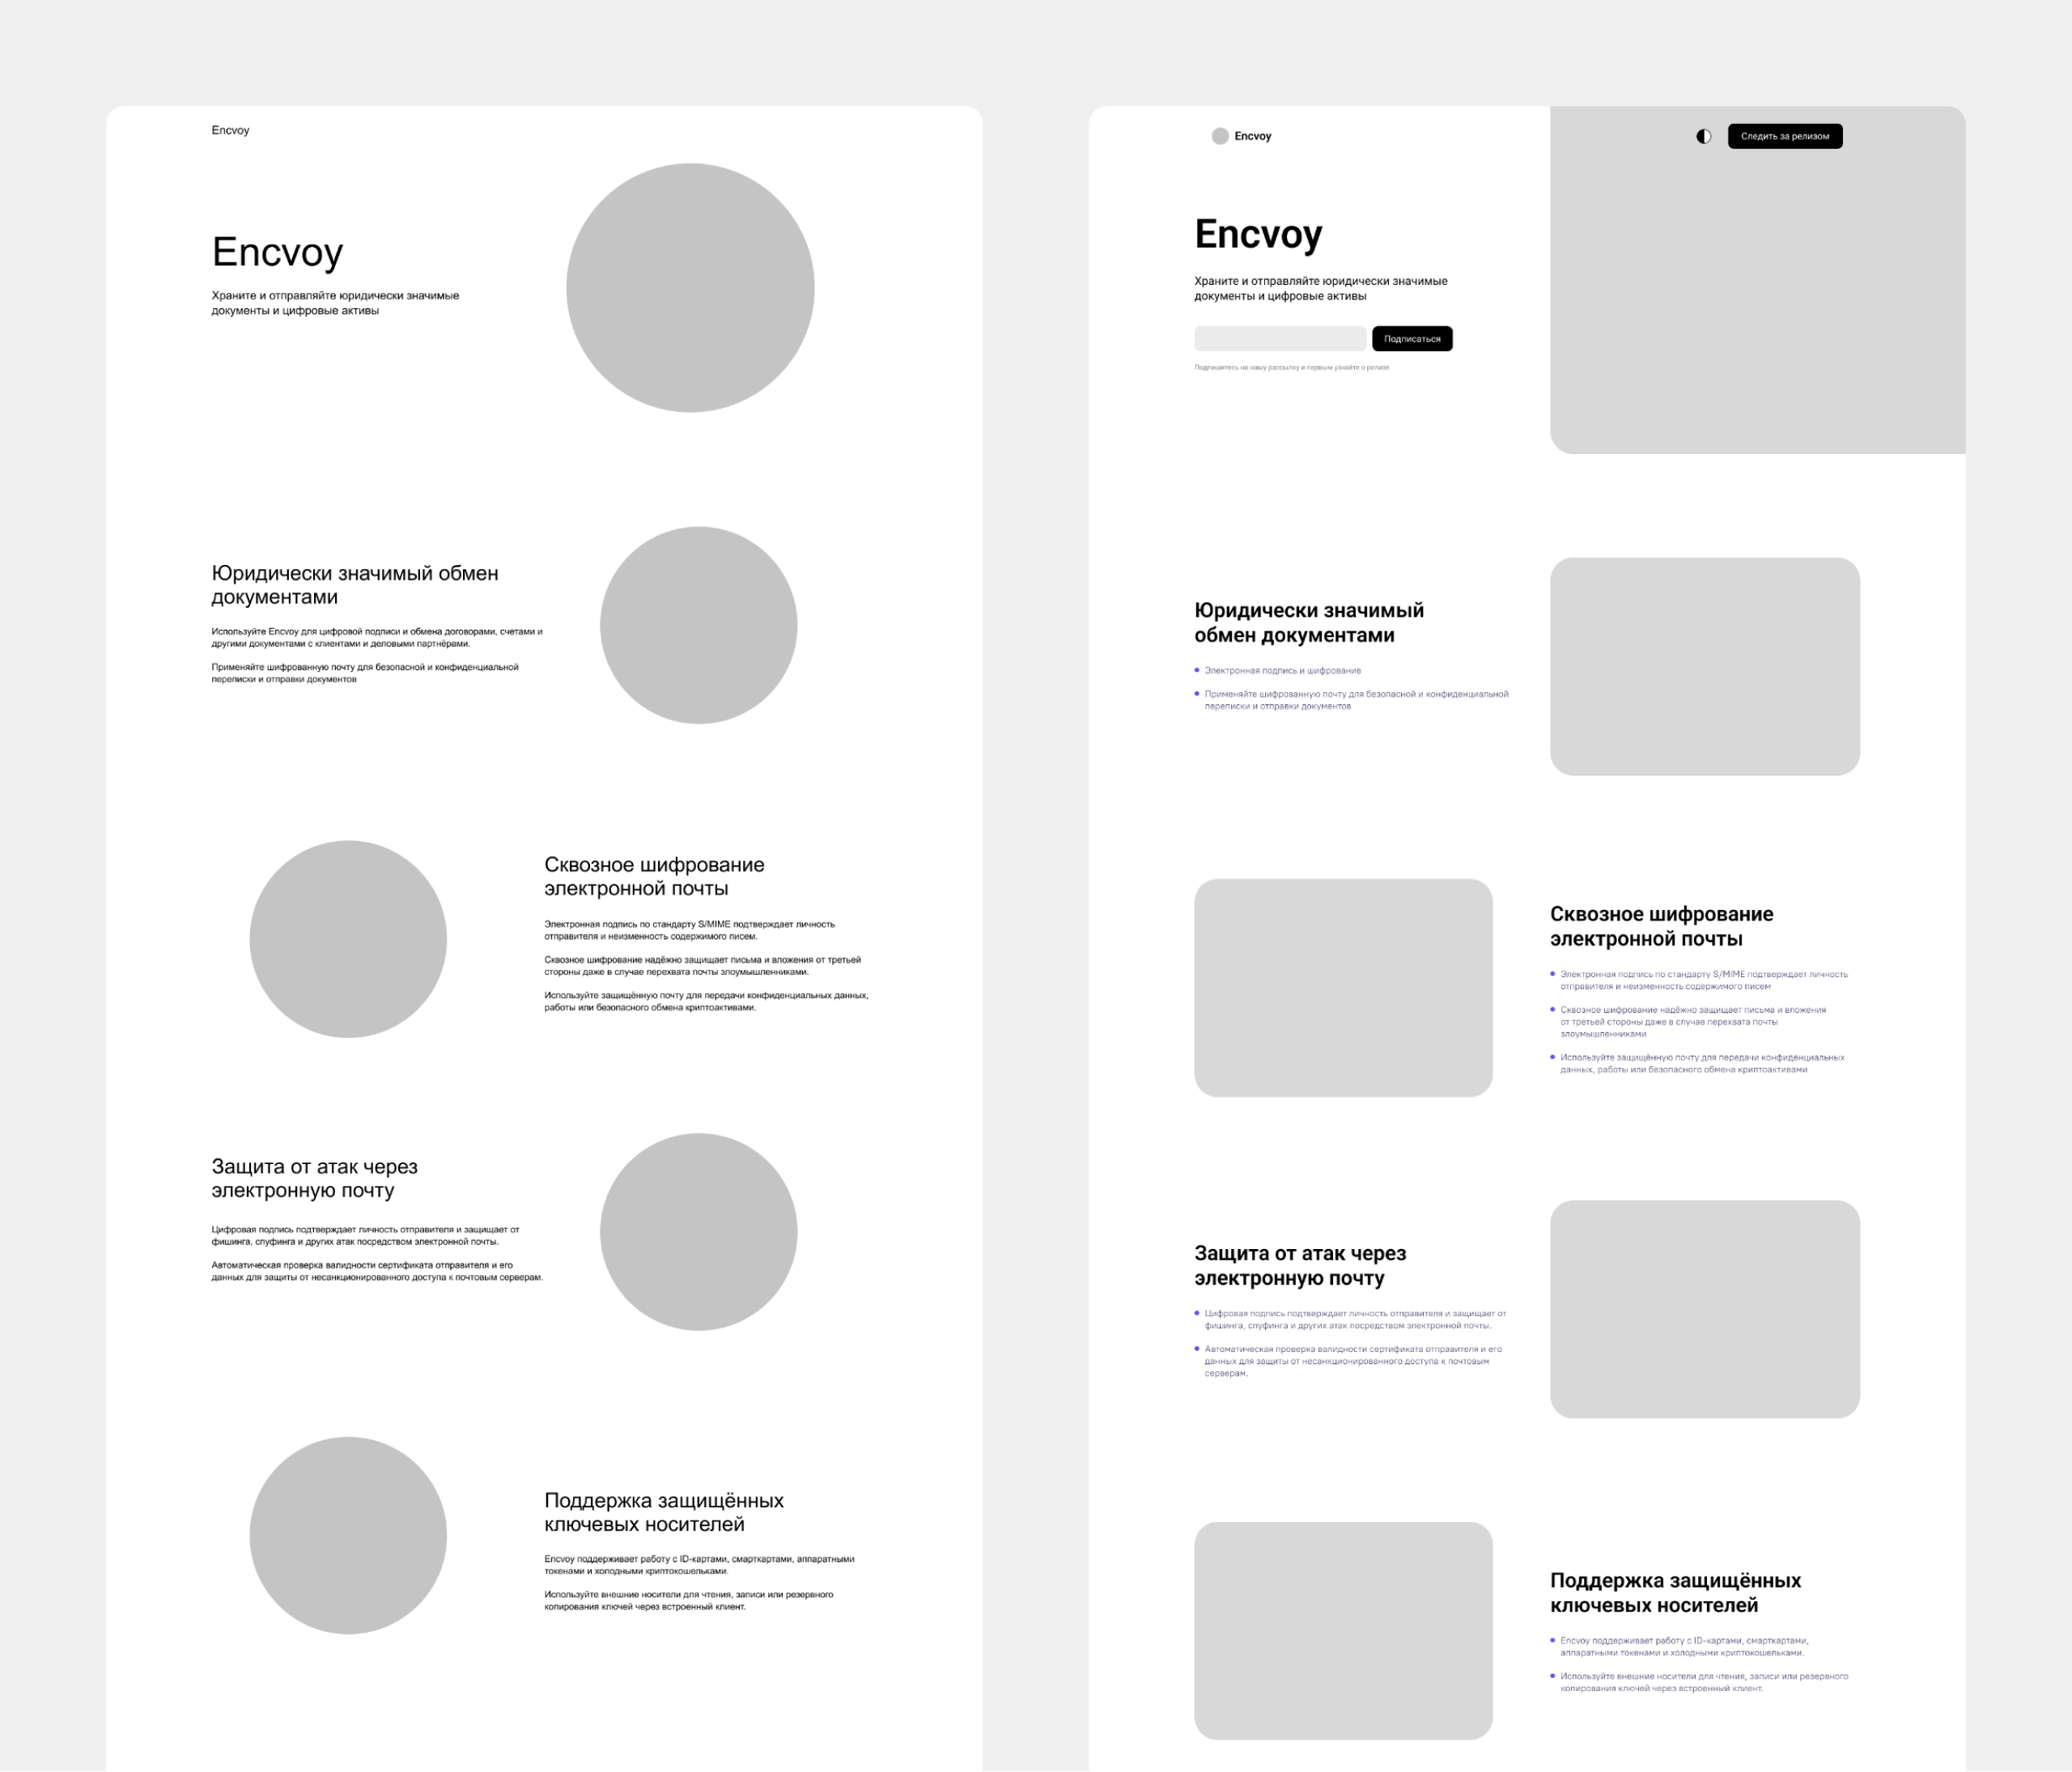 Encvoy
Encvoy
Храните и отправляйте юридически значимые
документы и цифровые активы
Юридически значимый обмен
документами
Используйте Encvoy для цифровой подписи и обмена договорами, счетами и
другими документами с клиентами и деловыми партнёрами.
Применяйте шифрованную почту для безопасной и конфиденциальной
переписки и отправки документов
Сквозное шифрование
электронной почты
Электронная подпись по стандарту S/MIME подтверждает личность
отправителя и неизменность содержимого писем.
Сквозное шифрование надёжно защищает письма и вложения от третьей
стороны даже в случае перехвата почты злоумышленниками.
Используйте защищённую почту для передачи конфиденциальных данных,
работы или безопасного обмена криптоактивами.
Защита от атак через
электронную почту
Цифровая подпись подтверждает личность отправителя и защищает от
фишинга, спуфинга и других атак посредством электронной почты.
Автоматическая проверка валидности сертификата отправителя и его
данных для защиты от несанкционированного доступа к почтовым серверам.
Поддержка защищённых
ключевых носителей
Encvoy поддерживает работу с ID-картами, смарткартами, аппаратными
токенами и холодными криптокошельками.
Используйте внешние носители для чтения, записи или резервного
копирования ключей через встроенный клиент.
Encvoy
Следить за релизом
Encvoy
Храните и отправляйте юридически значимые
документы и цифровые активы
Подписаться
Подпишитесь на нашу рассылку и первым узнайте о релизе
Юридически значимый
обмен документами
Электронная подпись и шифрование
Применяйте шифрованную почту для безопасной и конфиденциальной
переписки и отправки документов
Сквозное шифрование
электронной почты
Электронная подпись по стандарту S/MIME подтверждает личность
отправителя и неизменность содержимого писем
Сквозное шифрование надёжно защищает письма и вложения
от третьей стороны даже в случае перехвата почты
злоумышленниками
Используйте защищённую почту для передачи конфиденциальных
данных, работы или безопасного обмена криптоактивами
Защита от атак через
электронную почту
Цифровая подпись подтверждает личность отправителя и защищает от
фишинга, спуфинга и других атак посредством электронной почты.
Автоматическая проверка валидности сертификата отправителя и его
данных для защиты от несанкционированного доступа к почтовым
серверам.
Поддержка защищённых
ключевых носителей
Encvoy поддерживает работу с ID-картами, смарткартами,
аппаратными токенами и холодными криптокошельками.
Используйте внешние носители для чтения, записи или резервного
копирования ключей через встроенный клиент.